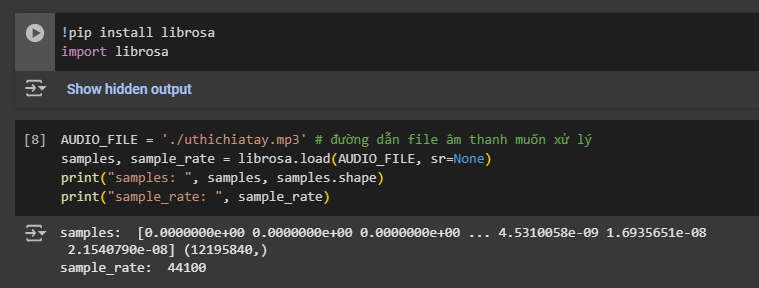 !pip install librosa
import librosa
Show hidden output
[8] AUDIO_FILE = './uthichiatay.mp3' # đường dẫn file âm thanh muốn xử lý
samples, sample_rate = librosa.load(AUDIO_FILE, sr=None)
print("samples: ", samples, samples.shape)
print("sample_rate: ", sample_rate)
samples:  [0.0000000e+00 0.0000000e+00 0.0000000e+00 ... 4.5310058e-09 1.6935651e-08
2.1540790e-08] (12195840,)
sample_rate:  44100